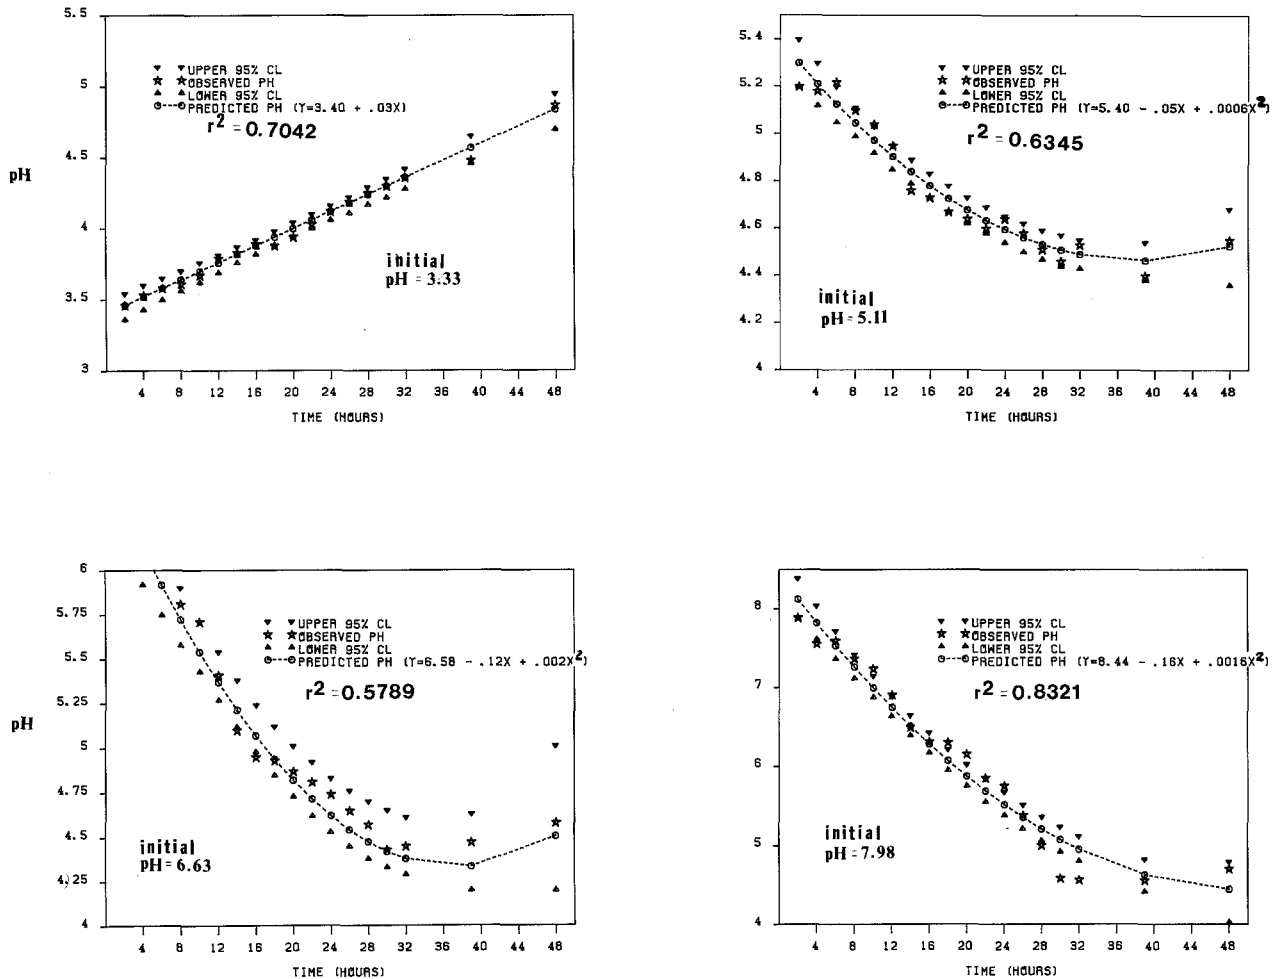 5.5
5
4.5
4
3.5
3
pH
UPPER 95% CL
OBSERVED PH
LOWER 95% CL
PREDICTED PH (Y=3.40 + .03X)
r² = 0.7042
initial
pH = 3.33
4 8 12 16 20 24 28 32 36 40 44 48
TIME (HOURS)
5.4
5.2
5
4.8
4.6
4.4
4.2
4
UPPER 95% CL
OBSERVED PH
LOWER 95% CL
PREDICTED PH (Y=5.40 - .05X + .0006X²)
r² = 0.6345
initial
pH = 5.11
4 8 12 16 20 24 28 32 36 40 44 48
TIME (HOURS)
6
5.75
5.5
5.25
5
4.75
4.5
4.25
4
pH
UPPER 95% CL
OBSERVED PH
LOWER 95% CL
PREDICTED PH (Y=6.58 - .12X + .002X²)
r² = 0.5789
initial
pH = 6.63
4 8 12 16 20 24 28 32 36 40 44 48
TIME (HOURS)
8
7
6
5
4
UPPER 95% CL
OBSERVED PH
LOWER 95% CL
PREDICTED PH (Y=8.44 - .16X + .0016X²)
r² = 0.8321
initial
pH = 7.98
4 8 12 16 20 24 28 32 36 40 44 48
TIME (HOURS)